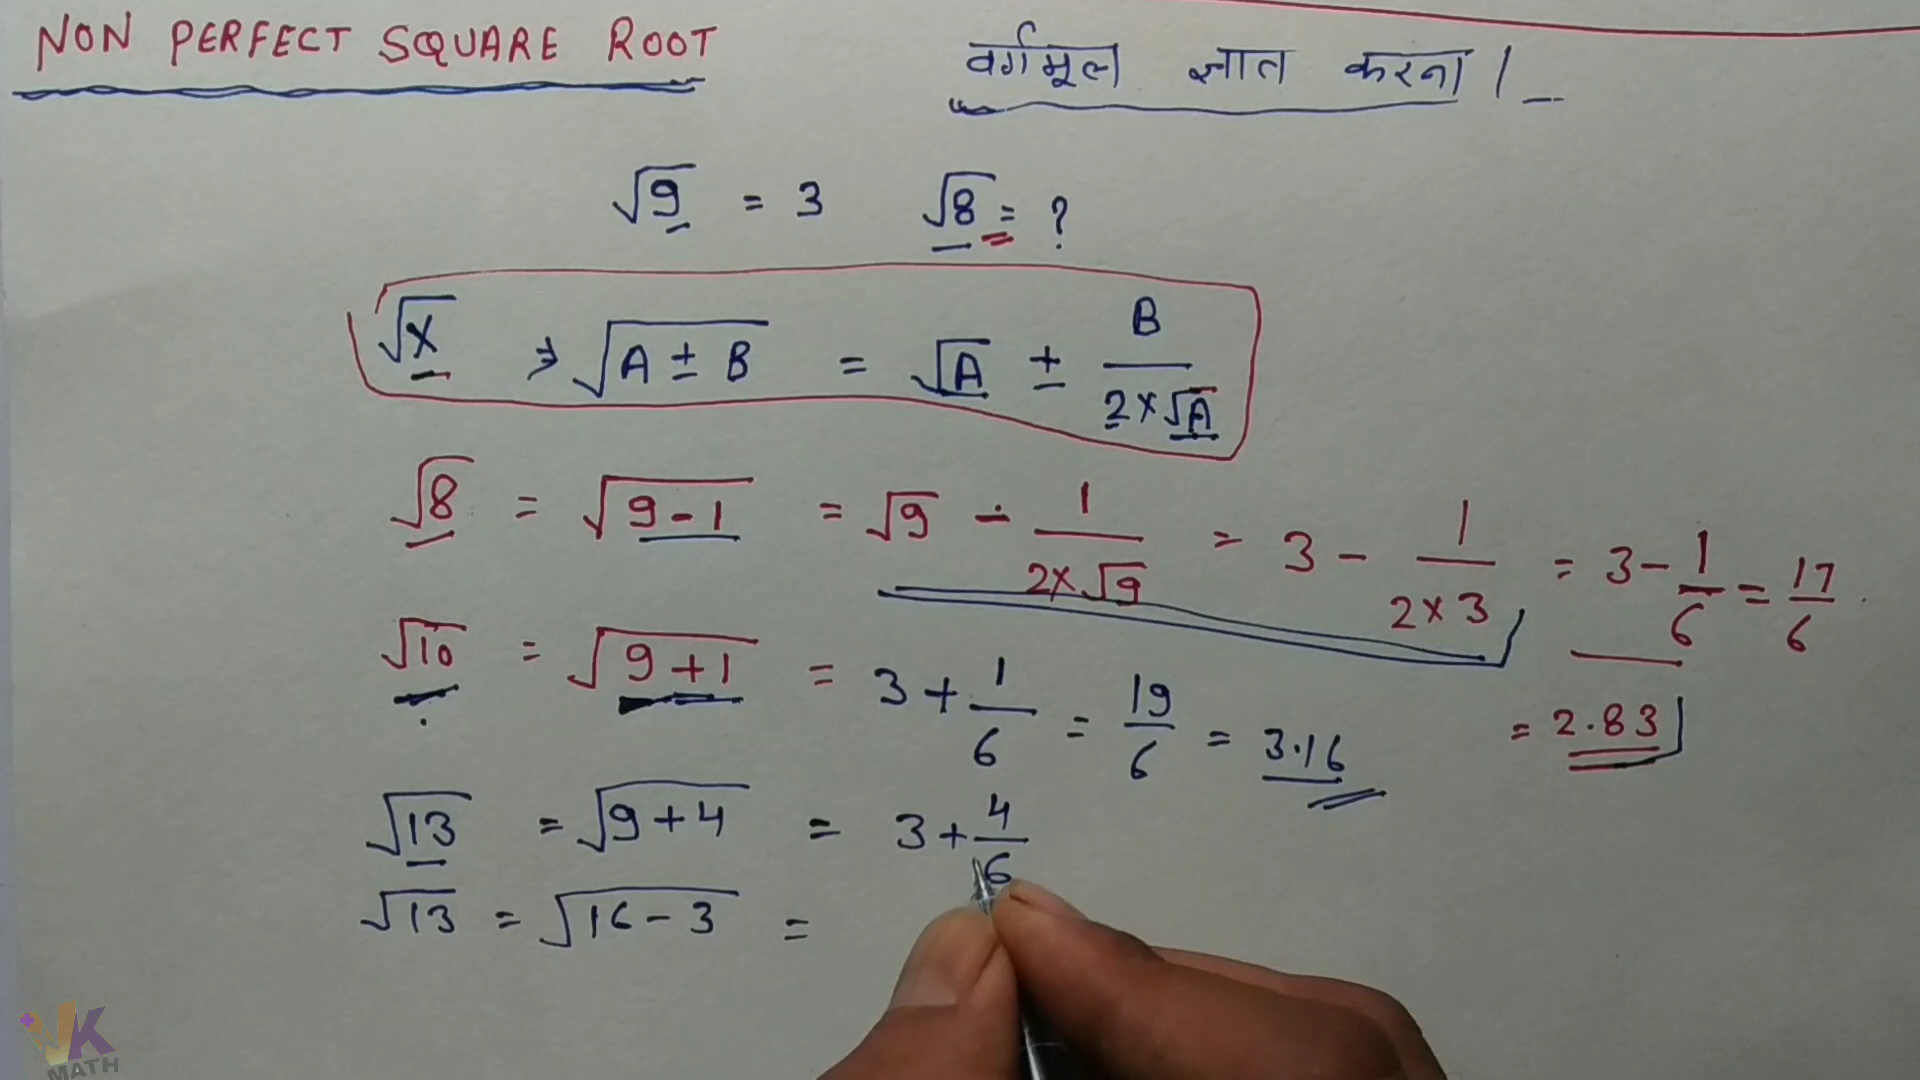 NON PERFECT SQUARE ROOT वर्गमूल ज्ञात करना।
√9 = 3 √8 = ?
√X ⇒ √(A ± B) = √A ± B/(2×√A)
√8 = √(9-1) = √9 - 1/(2×√9) = 3 - 1/(2×3) = 3 - 1/6 = 17/6
= 2.83
√10 = √(9+1) = 3 + 1/6 = 19/6 = 3.16
√13 = √(9+4) = 3 + 4/6
√13 = √(16-3) =
VK
MATH